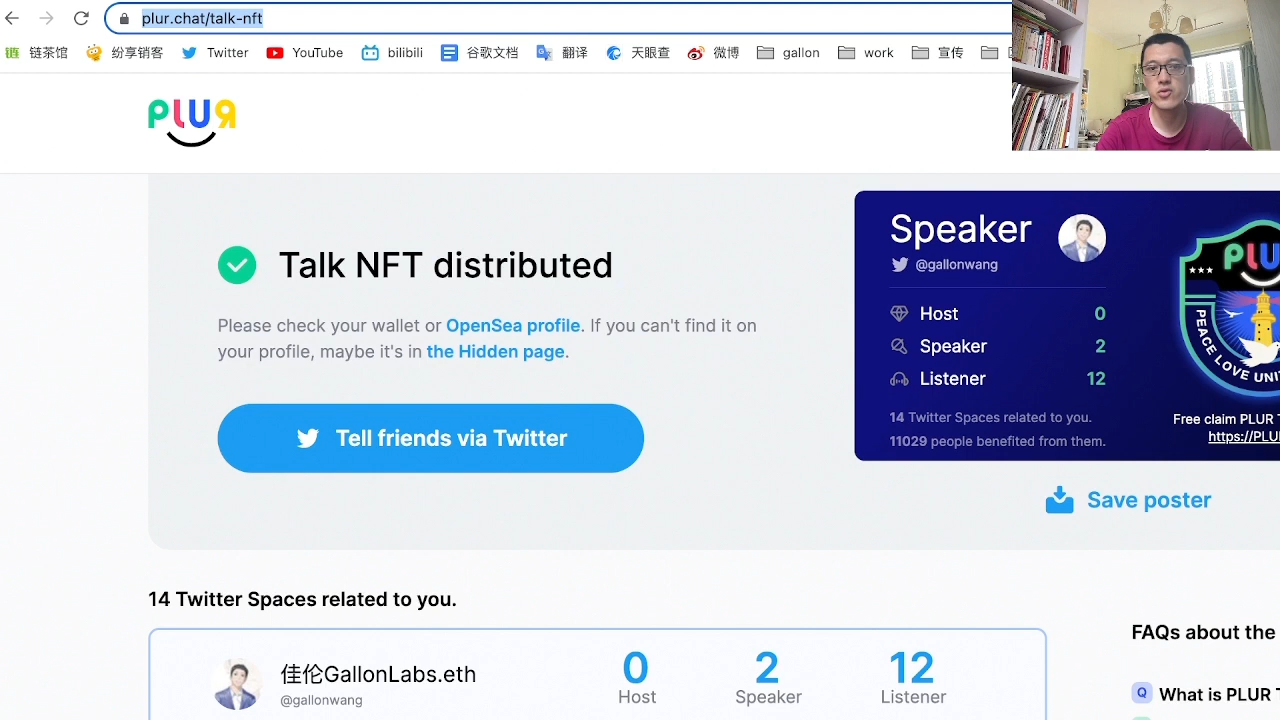 plur.chat/talk-nft
链 链茶馆 纷享销客 Twitter YouTube bilibili 谷歌文档 翻译 天眼查 微博 gallon work 宣传
PLUR
Talk NFT distributed
Please check your wallet or OpenSea profile. If you can't find it on
your profile, maybe it's in the Hidden page.
Tell friends via Twitter
Speaker
@gallonwang
Host 0
Speaker 2
Listener 12
14 Twitter Spaces related to you.
11029 people benefited from them.
PLU
PEACE LOVE UNI
Free claim PLUR T
https://PLU
Save poster
14 Twitter Spaces related to you.
佳伦GallonLabs.eth
@gallonwang
0 2 12
Host Speaker Listener
FAQs about the
Q What is PLUR T